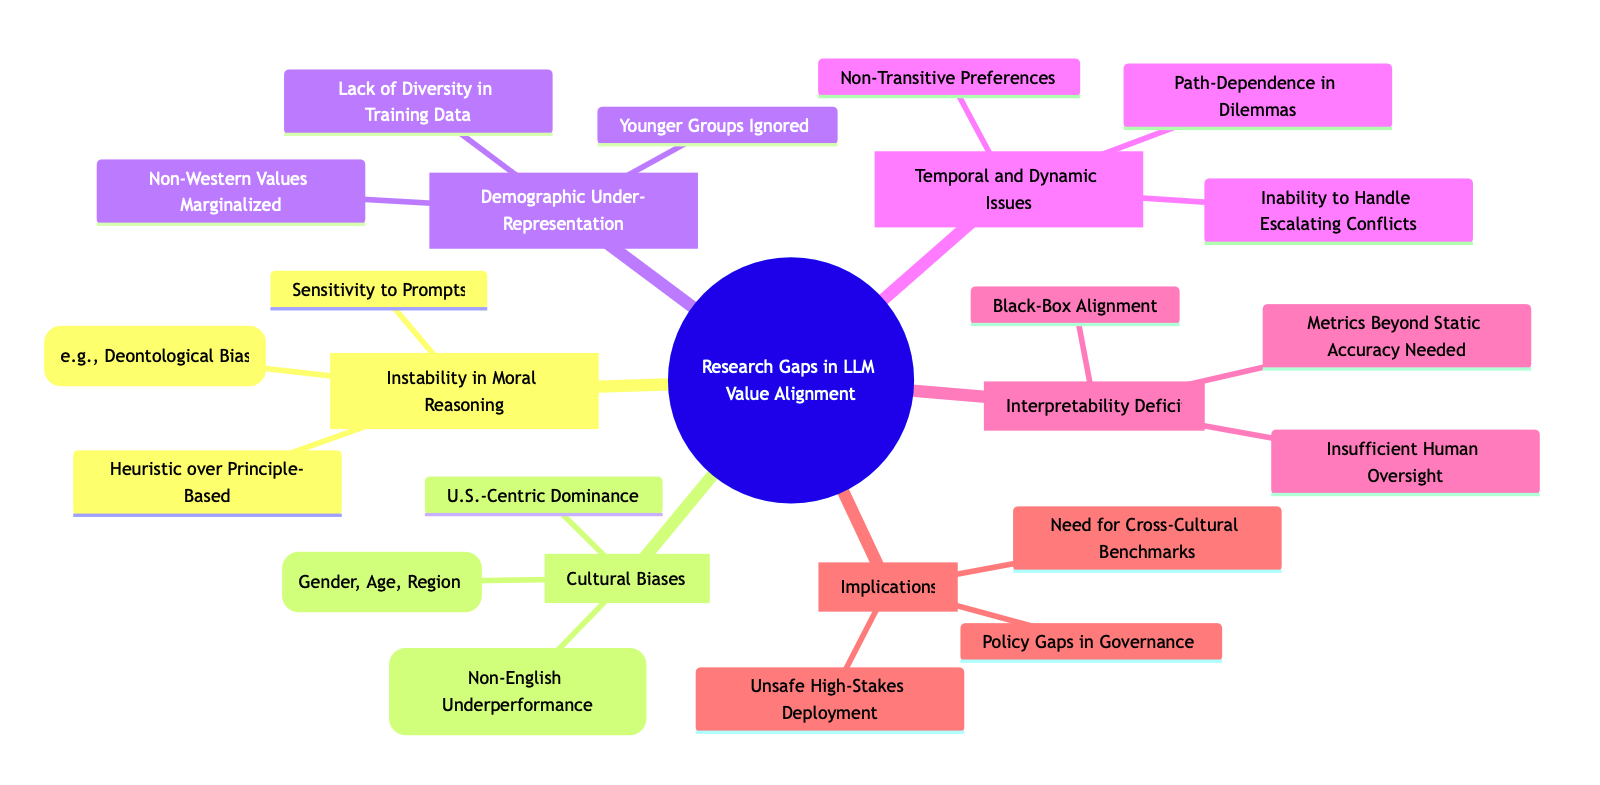 Non-Transitive Preferences
Path-Dependence in
Dilemmas
Lack of Diversity in
Training Data
Younger Groups Ignored
Temporal and Dynamic
Issues
Non-Western Values
Marginalized
Demographic Under-
Representation
Inability to Handle
Escalating Conflicts
Sensitivity to Prompts
Black-Box Alignment
Metrics Beyond Static
Accuracy Needed
e.g., Deontological Bias
Instability in Moral
Reasoning
Research Gaps in LLM
Value Alignment
Interpretability Defici
Heuristic over Principle-
Based
Insufficient Human
Oversight
U.S.-Centric Dominance
Need for Cross-Cultural
Benchmarks
Gender, Age, Region
Cultural Biases
Implications
Policy Gaps in Governance
Non-English
Underperformance
Unsafe High-Stakes
Deployment